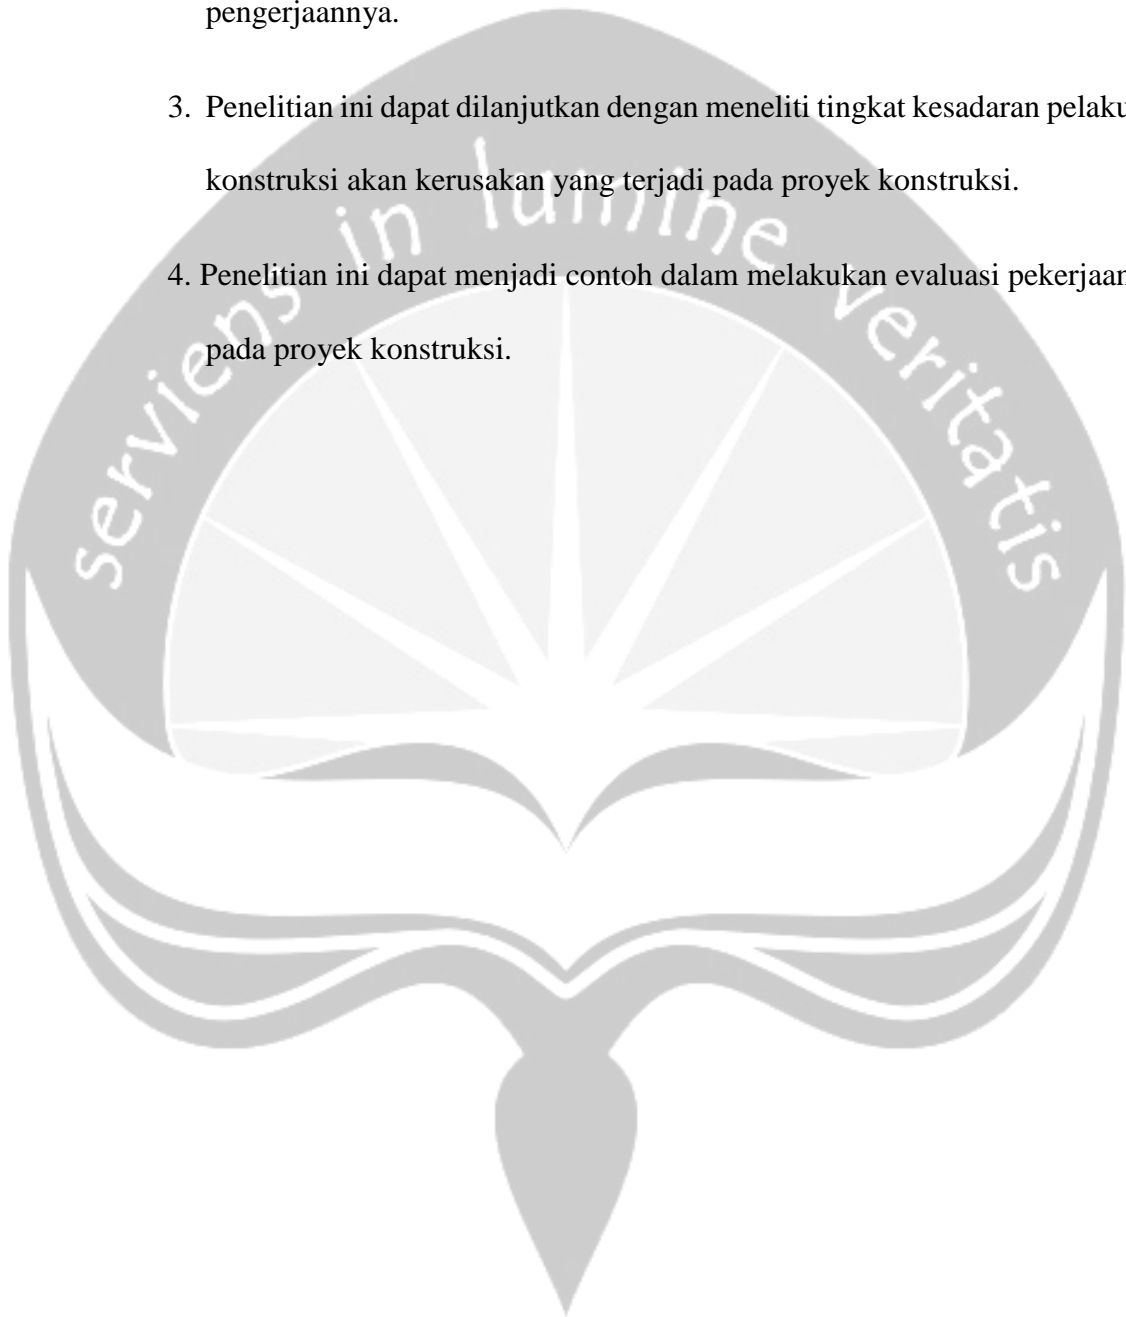 pengerjaannya.
3. Penelitian ini dapat dilanjutkan dengan meneliti tingkat kesadaran pelaku
konstruksi akan kerusakan yang terjadi pada proyek konstruksi.
4. Penelitian ini dapat menjadi contoh dalam melakukan evaluasi pekerjaan
pada proyek konstruksi.
serviens in lumine veritatis